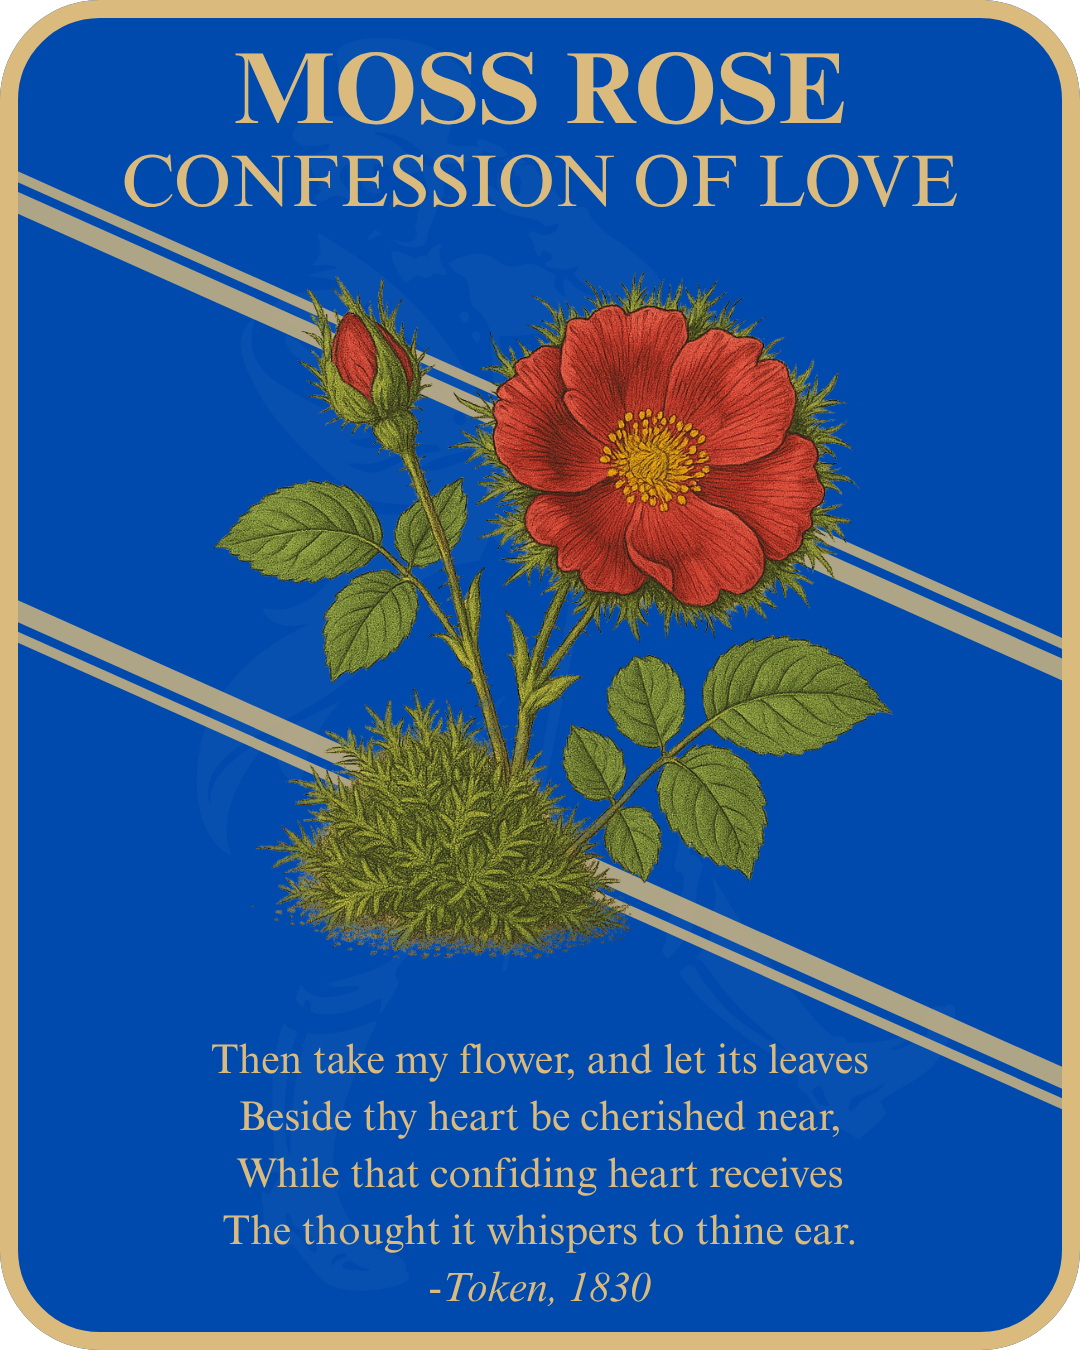 MOSS ROSE
CONFESSION OF LOVE
Then take my flower, and let its leaves
Beside thy heart be cherished near,
While that confiding heart receives
The thought it whispers to thine ear.
-Token, 1830